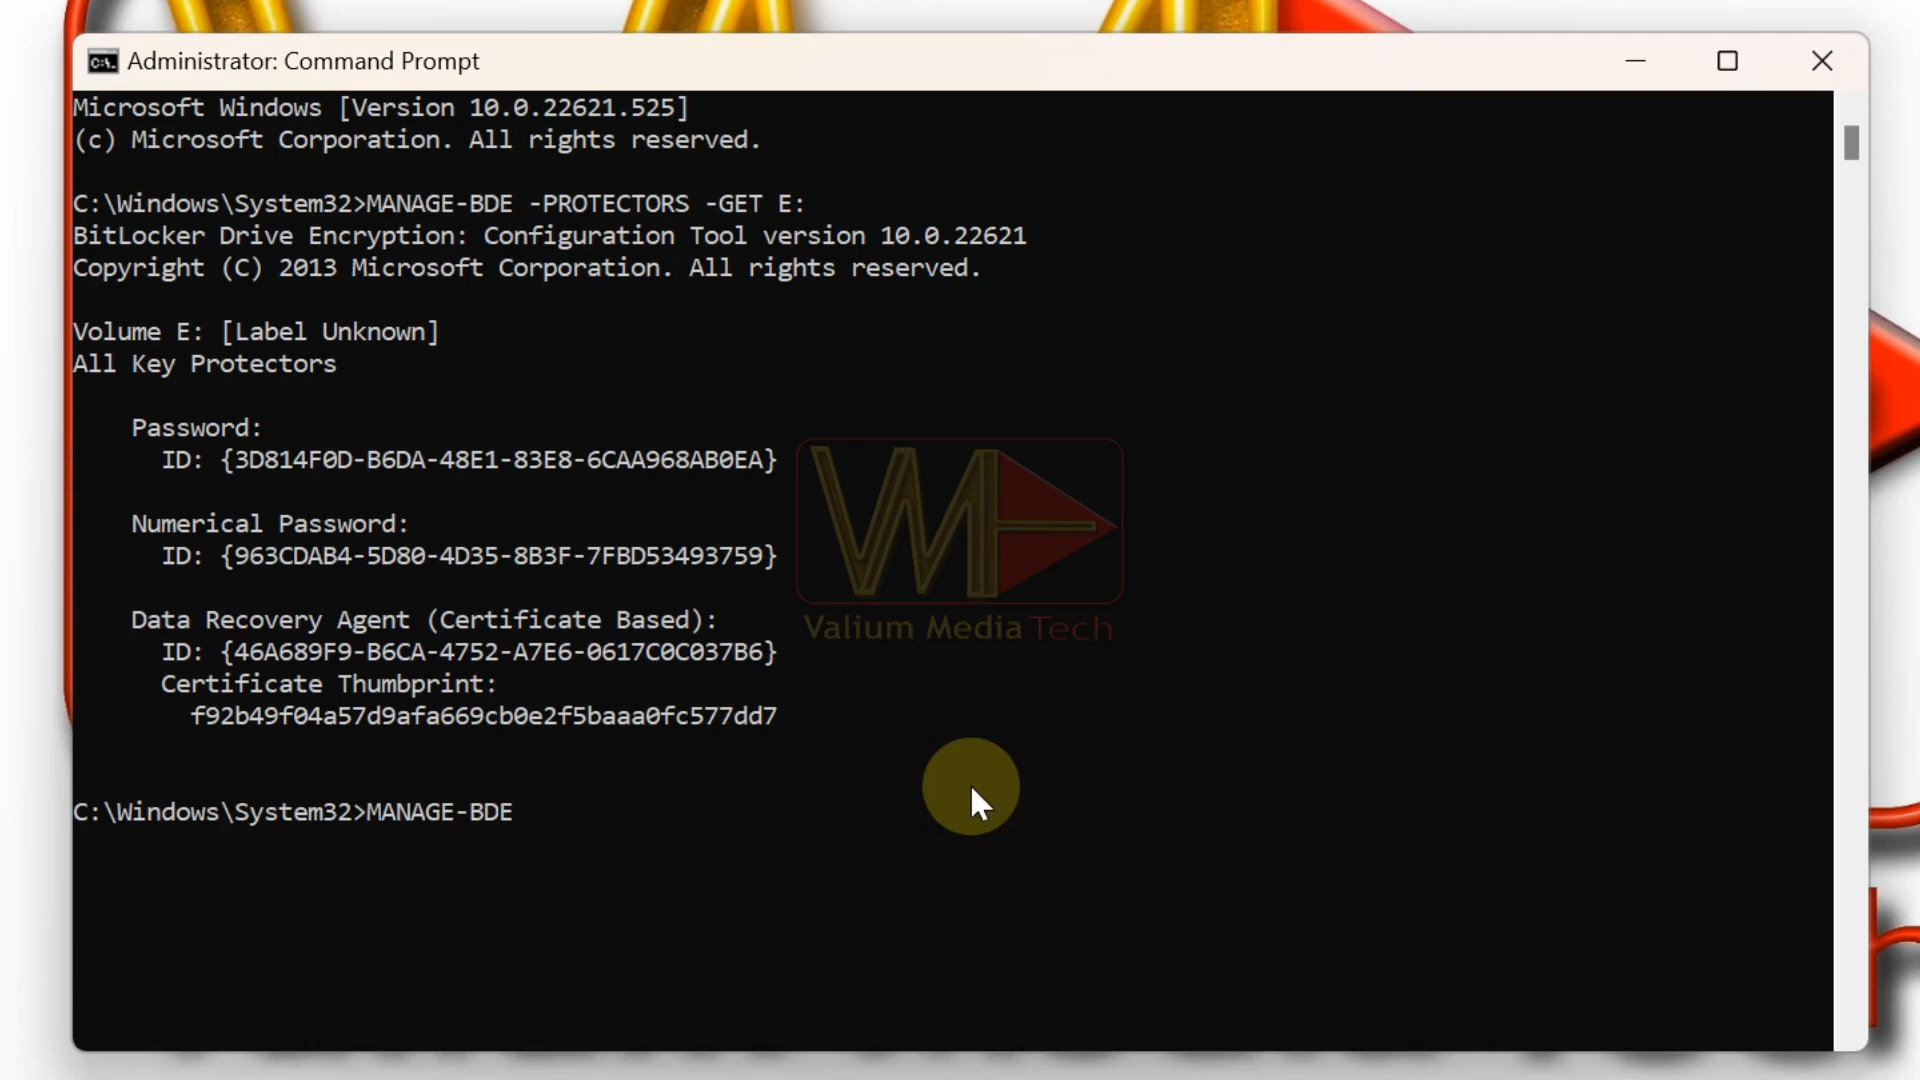 Administrator: Command Prompt
Microsoft Windows [Version 10.0.22621.525]
(c) Microsoft Corporation. All rights reserved.
C:\Windows\System32>MANAGE-BDE -PROTECTORS -GET E:
BitLocker Drive Encryption: Configuration Tool version 10.0.22621
Copyright (C) 2013 Microsoft Corporation. All rights reserved.
Volume E: [Label Unknown]
All Key Protectors
Password:
ID: {3D814F0D-B6DA-48E1-83E8-6CAA968AB0EA}
Numerical Password:
ID: {963CDAB4-5D80-4D35-8B3F-7FBD53493759}
Data Recovery Agent (Certificate Based):
ID: {46A689F9-B6CA-4752-A7E6-0617C0C037B6}
Certificate Thumbprint:
f92b49f04a57d9afa669cb0e2f5baaa0fc577dd7
Valium Media Tech
C:\Windows\System32>MANAGE-BDE